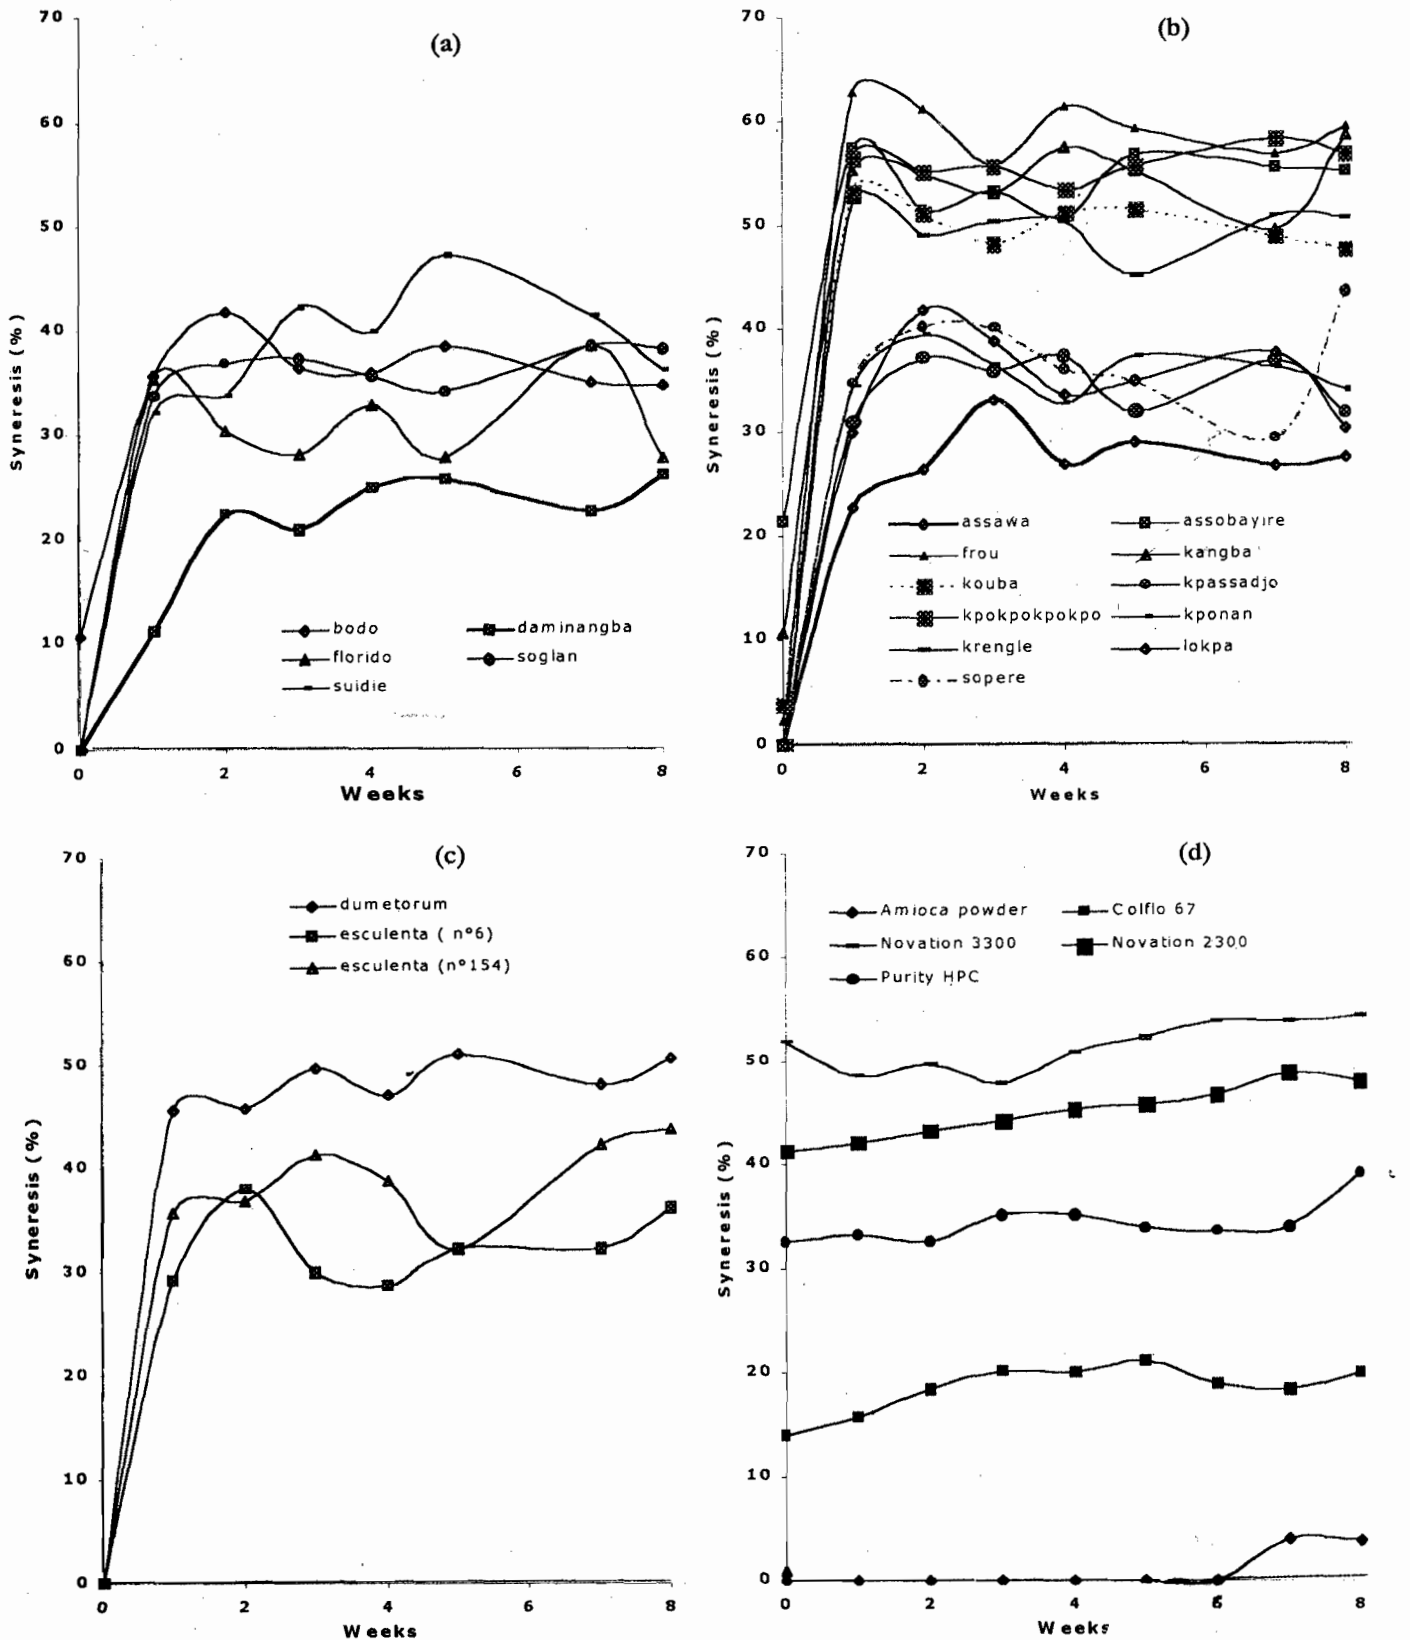 (a)
70
60
50
40
30
20
10
0
Syneresis (%)
bodo
daminangba
florido
soglan
suidie
0 2 4 6 8
Weeks
(b)
70
60
50
40
30
20
10
0
Syneresis (%)
assawa
assobayire
frou
kangba
kouba
kpassadjo
kpokpokpokpo
kponan
krengle
lokpa
sopere
0 2 4 6 8
Weeks
(c)
70
60
50
40
30
20
10
0
Syneresis (%)
dumetorum
esculenta ( n°6)
esculenta (n°154)
0 2 4 6 8
Weeks
(d)
70
60
50
40
30
20
10
0
Syneresis (%)
Amioca powder
Colflo 67
Novation 3300
Novation 2300
Purity HPC
0 2 4 6 8
Weeks